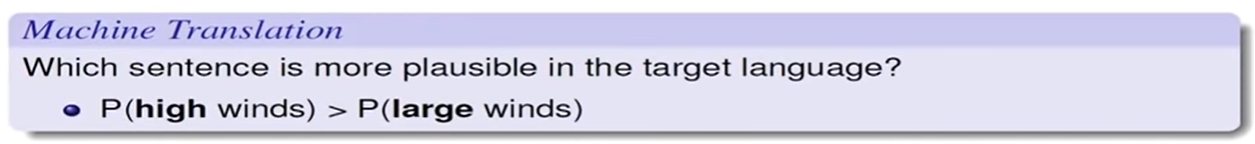 Machine Translation
Which sentence is more plausible in the target language?
P(high winds) > P(large winds)